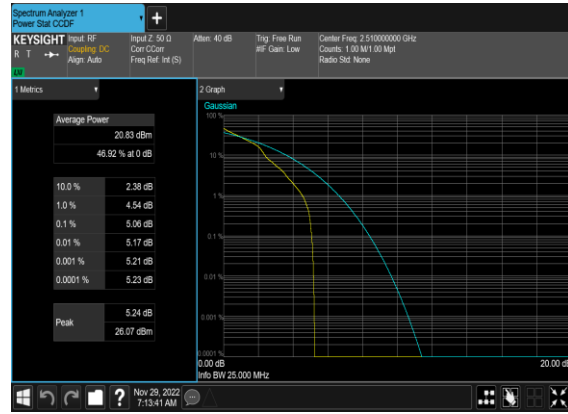 Spectrum Analyzer 1
Power Stat CCDF
KEYSIGHT
R T
LXI
Input: RF
Coupling: DC
Align: Auto
Input Z: 50 Ω
Corr CCorr
Freq Ref: Int (S)
Atten: 40 dB
Trig: Free Run
#IF Gain: Low
Center Freq: 2.510000000 GHz
Counts: 1.00 M/1.00 Mpt
Radio Std: None
1 Metrics
Average Power
20.83 dBm
46.92 % at 0 dB
10.0 % 2.38 dB
1.0 % 4.54 dB
0.1 % 5.06 dB
0.01 % 5.17 dB
0.001 % 5.21 dB
0.0001 % 5.23 dB
Peak
5.24 dB
26.07 dBm
2 Graph
Gaussian
100 %
10 %
1 %
0.1 %
0.01 %
0.001 %
0.0001 %
0.00 dB
20.00 dB
Info BW 25.000 MHz
?
Nov 29, 2022
7:13:41 AM